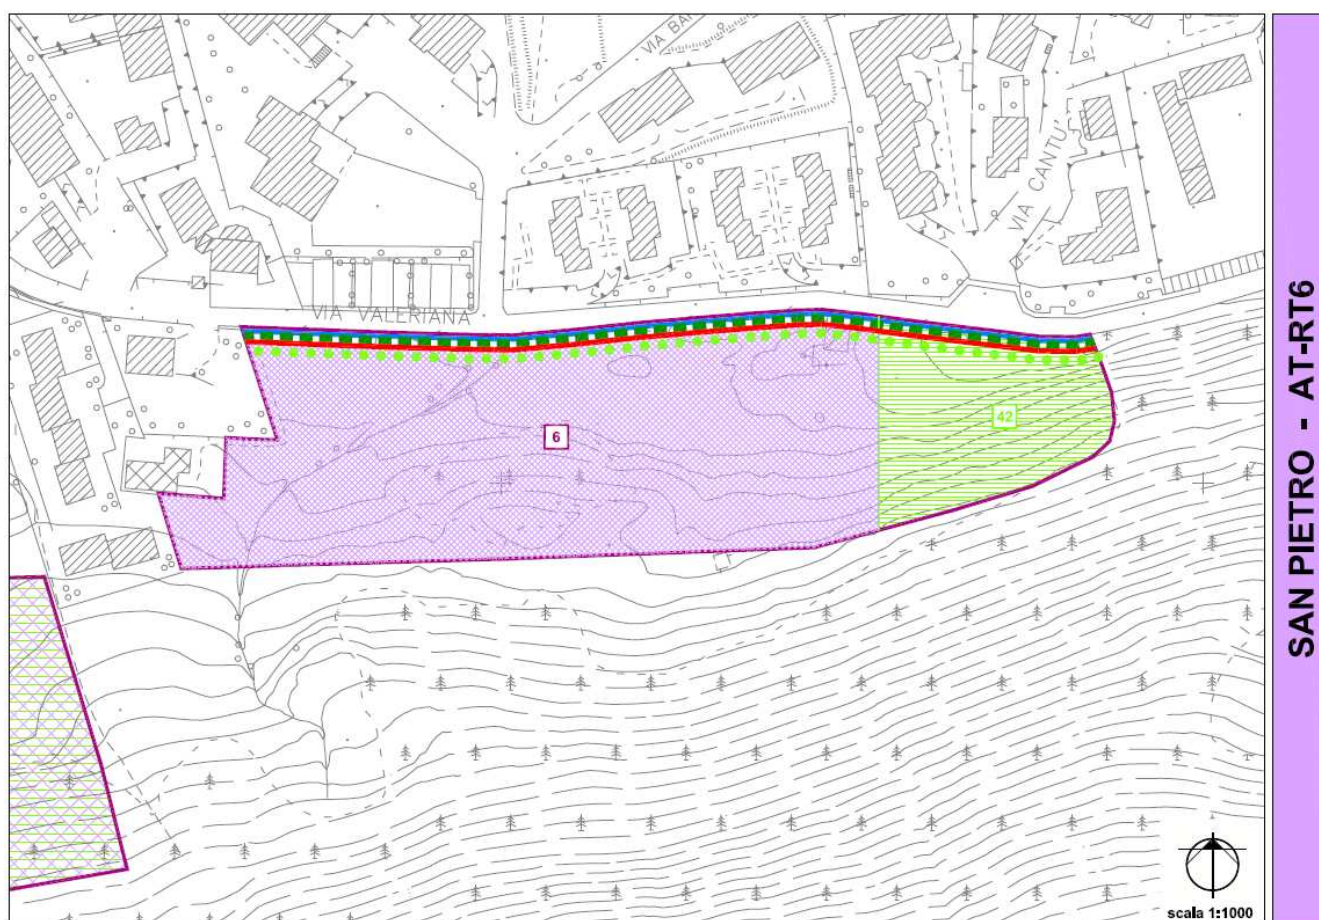 VIA BA
VIA CANTU'
VIA VALERIANA
42
6
SAN PIETRO - AT-RT6
scala 1:1000